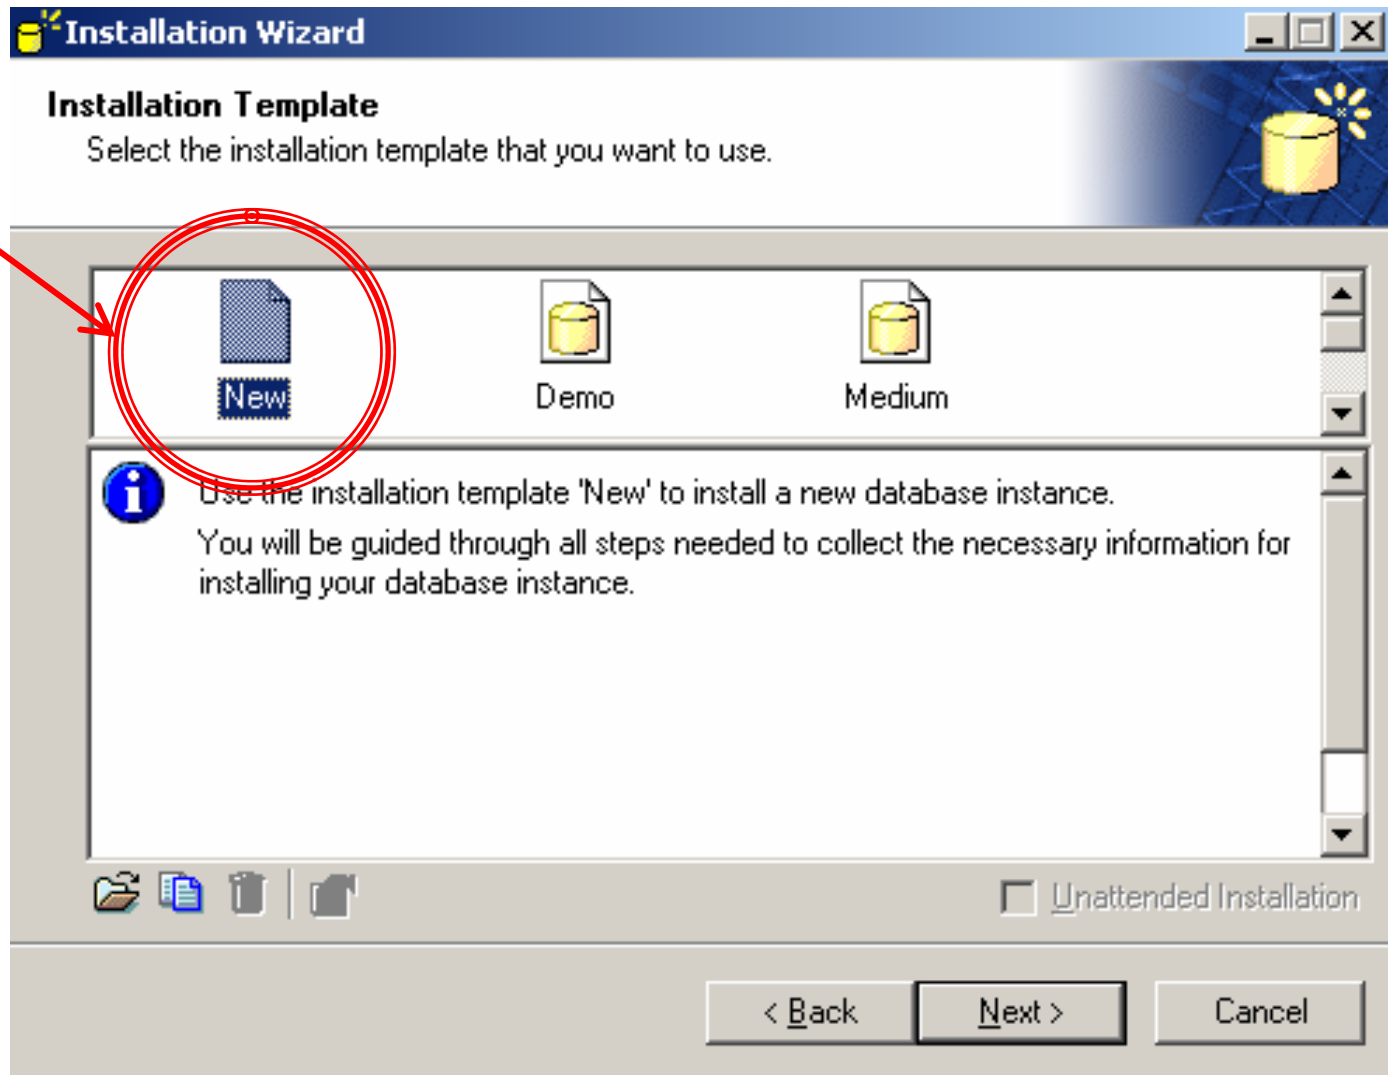 Installation Wizard
Installation Template
Select the installation template that you want to use.
New
Demo
Medium
Use the installation template 'New' to install a new database instance.
You will be guided through all steps needed to collect the necessary information for
installing your database instance.
Unattended Installation
< Back
Next >
Cancel